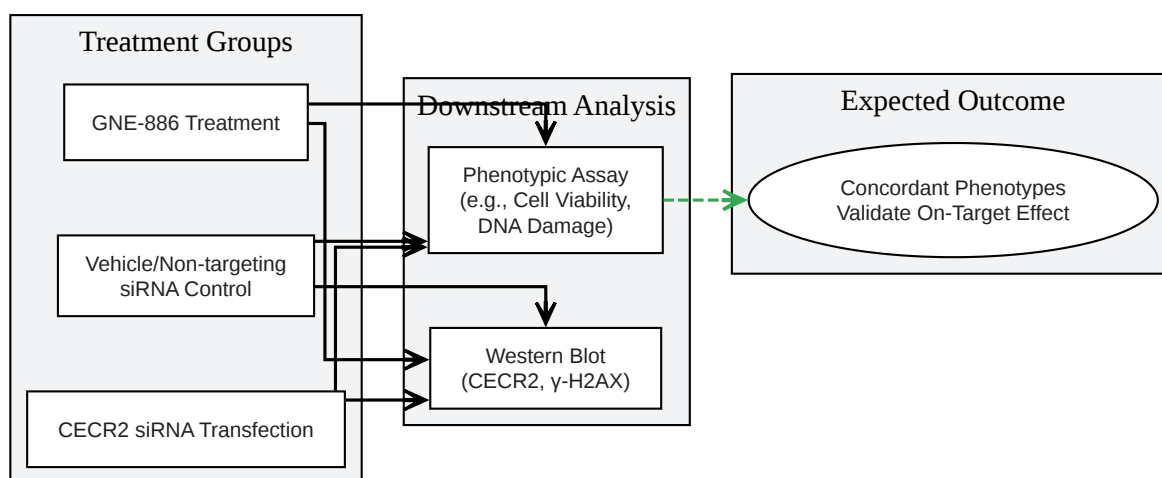 Treatment Groups
GNE-886 Treatment
Vehicle/Non-targeting
siRNA Control
CECR2 siRNA Transfection
Downstream Analysis
Phenotypic Assay
(e.g., Cell Viability,
DNA Damage)
Western Blot
(CECR2, γ-H2AX)
Expected Outcome
Concordant Phenotypes
Validate On-Target Effect